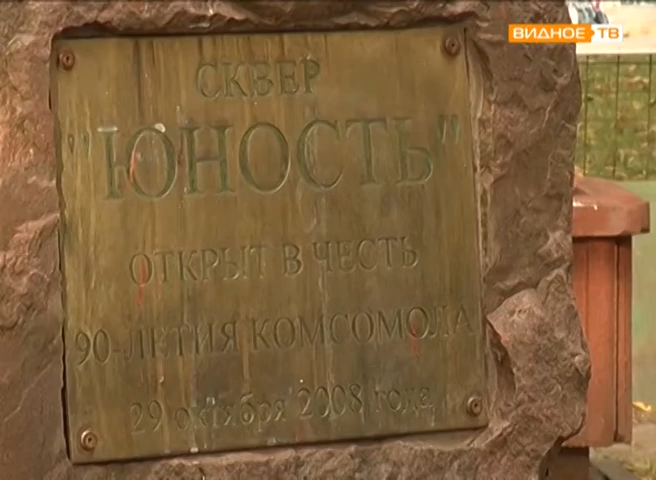 ВИДНОЕ ТВ
СКВЕР
"ЮНОСТЬ"
ОТКРЫТ В ЧЕСТЬ
90-ЛЕТИЯ КОМСОМОЛА
29 октября 2008 года